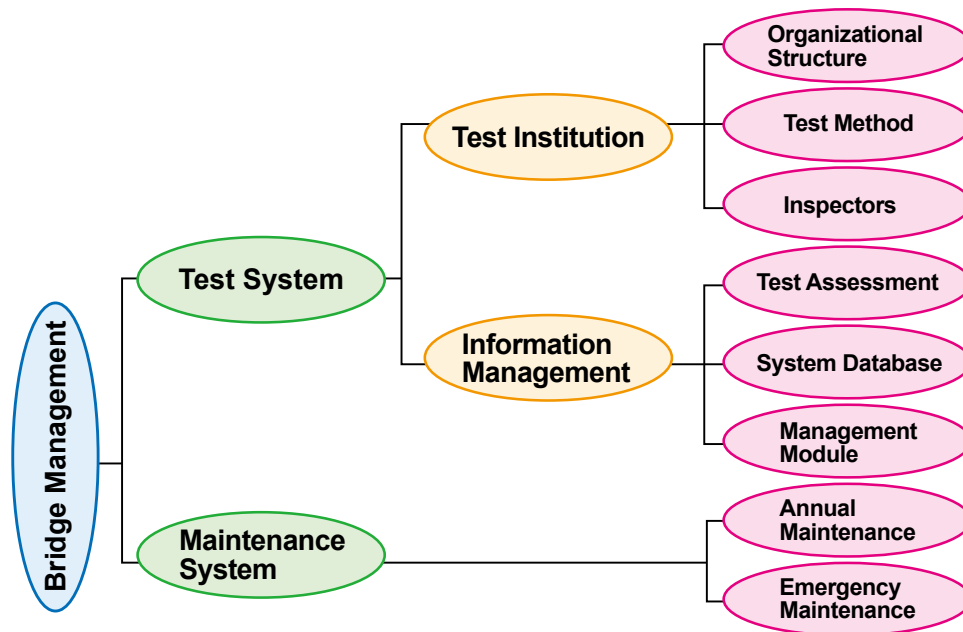 Bridge Management
Test System
Maintenance
System
Test Institution
Information
Management
Organizational
Structure
Test Method
Inspectors
Test Assessment
System Database
Management
Module
Annual
Maintenance
Emergency
Maintenance